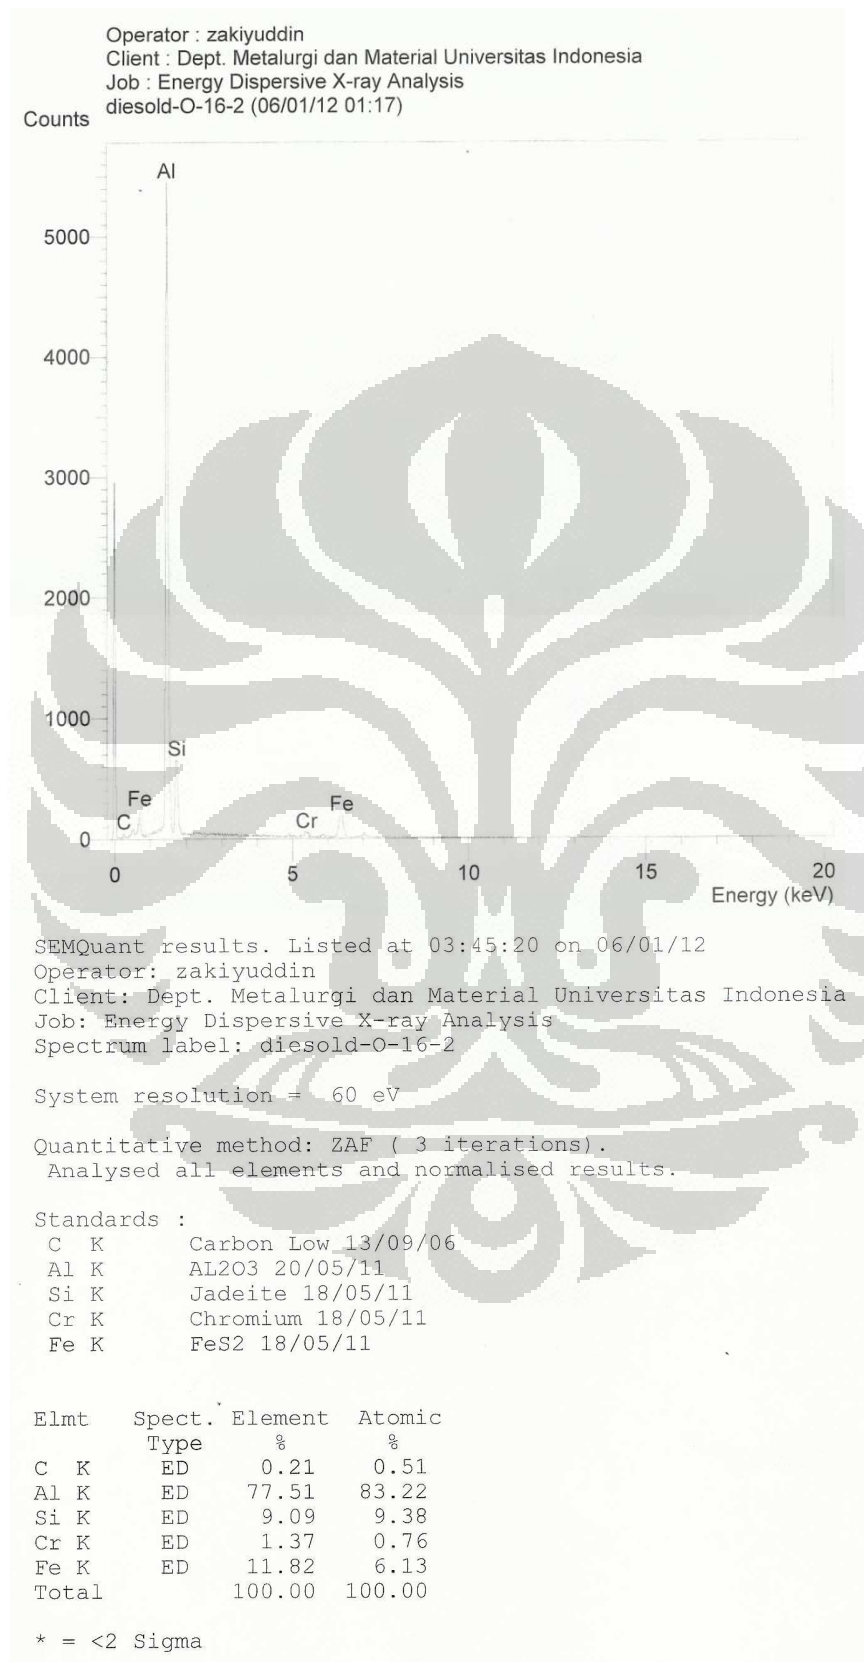 Operator : zakiyuddin
Client : Dept. Metalurgi dan Material Universitas Indonesia
Job : Energy Dispersive X-ray Analysis
diesold-O-16-2 (06/01/12 01:17)
Counts
Al
5000
4000
3000
2000
1000
Si
Fe
C
Cr
Fe
0
0 5 10 15 20
Energy (keV)
SEMQuant results. Listed at 03:45:20 on 06/01/12
Operator: zakiyuddin
Client: Dept. Metalurgi dan Material Universitas Indonesia
Job: Energy Dispersive X-ray Analysis
Spectrum label: diesold-O-16-2
System resolution = 60 eV
Quantitative method: ZAF ( 3 iterations).
Analysed all elements and normalised results.
Standards :
C K Carbon Low 13/09/06
Al K AL2O3 20/05/11
Si K Jadeite 18/05/11
Cr K Chromium 18/05/11
Fe K FeS2 18/05/11
Elmt Spect. Element Atomic
Type % %
C K ED 0.21 0.51
Al K ED 77.51 83.22
Si K ED 9.09 9.38
Cr K ED 1.37 0.76
Fe K ED 11.82 6.13
Total 100.00 100.00
* = <2 Sigma